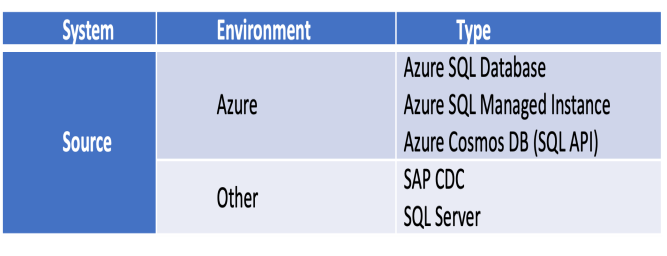 System Environment Type
Source
Azure
Azure SQL Database
Azure SQL Managed Instance
Azure Cosmos DB (SQL API)
Other
SAP CDC
SQL Server